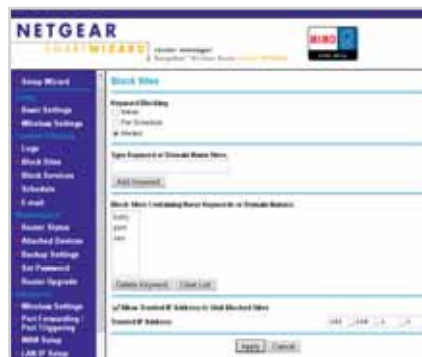 NETGEAR
SMARTWIZARD router manager
Setup Wizard
Basic Settings
Wireless Settings
Logs
Block Sites
Block Services
Schedule
E-mail
Maintenance
Router Status
Attached Devices
Backup Settings
Set Password
Router Upgrade
Wireless Settings
Port Forwarding /
Port Triggering
WAN Setup
LAN IP Setup
Block Sites
Keyword Blocking
Never
Per Schedule
Always
Type Keyword or Domain Name Here.
Add Keyword
Block Sites Containing these Keywords or Domain Names:
Delete Keyword Clear List
Allow Trusted IP Address to Visit Blocked Sites
Trusted IP Address
Apply Cancel